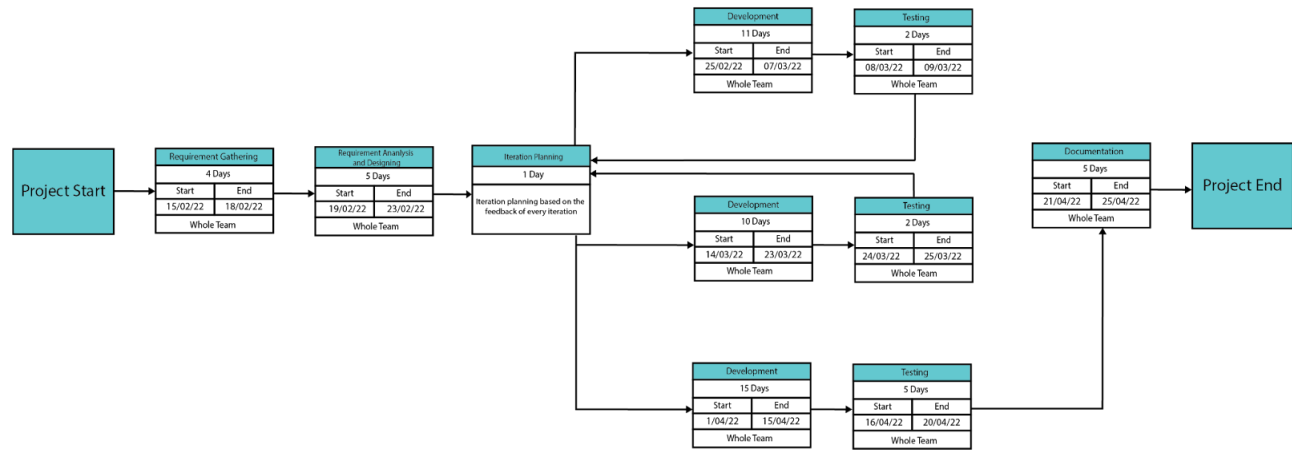 Project Start
Requirement Gathering
4 Days
Start End
15/02/22 18/02/22
Whole Team
Requirement Ananlysis
and Designing
5 Days
Start End
19/02/22 23/02/22
Whole Team
Iteration Planning
1 Day
Iteration planning based on the
feedback of every iteration
Development
11 Days
Start End
25/02/22 07/03/22
Whole Team
Testing
2 Days
Start End
08/03/22 09/03/22
Whole Team
Development
10 Days
Start End
14/03/22 23/03/22
Whole Team
Testing
2 Days
Start End
24/03/22 25/03/22
Whole Team
Development
15 Days
Start End
1/04/22 15/04/22
Whole Team
Testing
5 Days
Start End
16/04/22 20/04/22
Whole Team
Documentation
5 Days
Start End
21/04/22 25/04/22
Whole Team
Project End